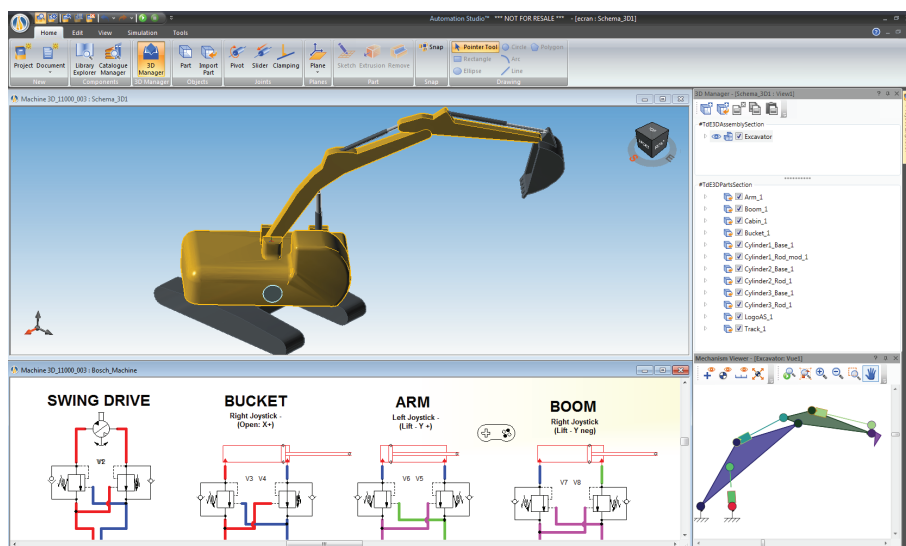 Automation Studio™ *** NOT FOR RESALE *** - [ecran : Schema_3D1]
Home Edit View Simulation Tools
Project Document Library Explorer Catalogue Manager 3D Manager Part Import Part Pivot Slider Clamping Plane Sketch Extrusion Remove Snap Pointer Tool Circle Polygon
Rectangle Arc
Ellipse Line
New Components 3D Manager Objects Joints Planes Part Snap Drawing
Machine 3D_11000_003 : Schema_3D1
3D Manager - [Schema_3D1 : View1]
#TdE3DAssemblySection
Excavator
#TdE3DPartsSection
Arm_1
Boom_1
Cabin_1
Bucket_1
Cylinder1_Base_1
Cylinder1_Rod_mod_1
Cylinder2_Base_1
Cylinder2_Rod_1
Cylinder3_Base_1
Cylinder3_Rod_1
LogoAS_1
Track_1
Machine 3D_11000_003 : Bosch_Machine
SWING DRIVE
V2
BUCKET
Right Joystick -
(Open: X+)
V3 V4
ARM
Left Joystick -
(Lift - Y +)
V6 V5
BOOM
Right Joystick
(Lift - Y neg)
V7 V8
Mechanism Viewer - [Excavator: Vue1]